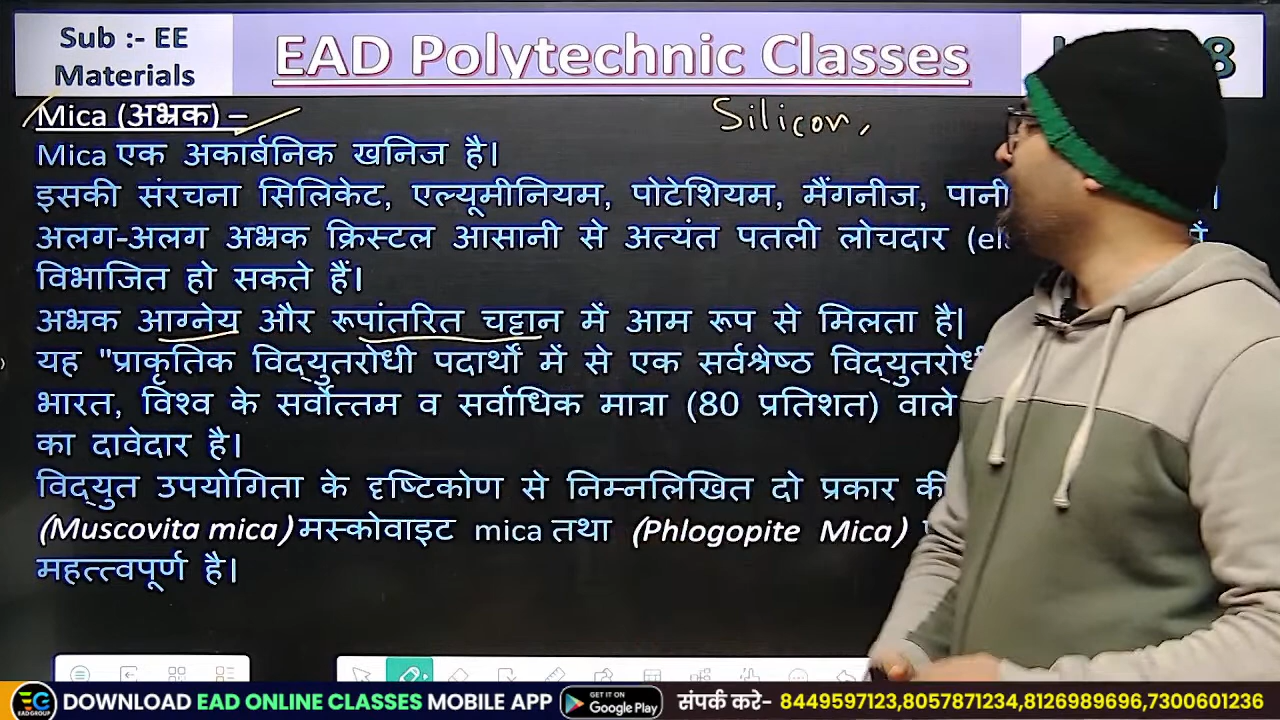 Sub :- EE
Materials
EAD Polytechnic Classes
8
Mica (अभ्रक) –
Silicon,
Mica एक अकार्बनिक खनिज है।
इसकी संरचना सिलिकेट, एल्यूमीनियम, पोटेशियम, मैंगनीज, पानी
अलग-अलग अभ्रक क्रिस्टल आसानी से अत्यंत पतली लोचदार
विभाजित हो सकते हैं।
अभ्रक आग्नेय और रूपांतरित चट्टान में आम रूप से मिलता है|
यह "प्राकृतिक विद्युतरोधी पदार्थों में से एक सर्वश्रेष्ठ विद्युतरोधी
भारत, विश्व के सर्वोत्तम व सर्वाधिक मात्रा (80 प्रतिशत) वाले
का दावेदार है।
विद्युत उपयोगिता के दृष्टिकोण से निम्नलिखित दो प्रकार की
(Muscovita mica) मस्कोवाइट mica तथा (Phlogopite Mica)
महत्त्वपूर्ण है।
EG
EAD GROUP
DOWNLOAD EAD ONLINE CLASSES MOBILE APP
GET IT ON
Google Play
संपर्क करे- 8449597123,8057871234,8126989696,7300601236